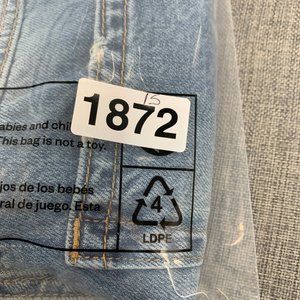 15
1872
abies and chi
This bag is not a toy.
jos de los bebés
ral de juego. Esta
4
LDPE